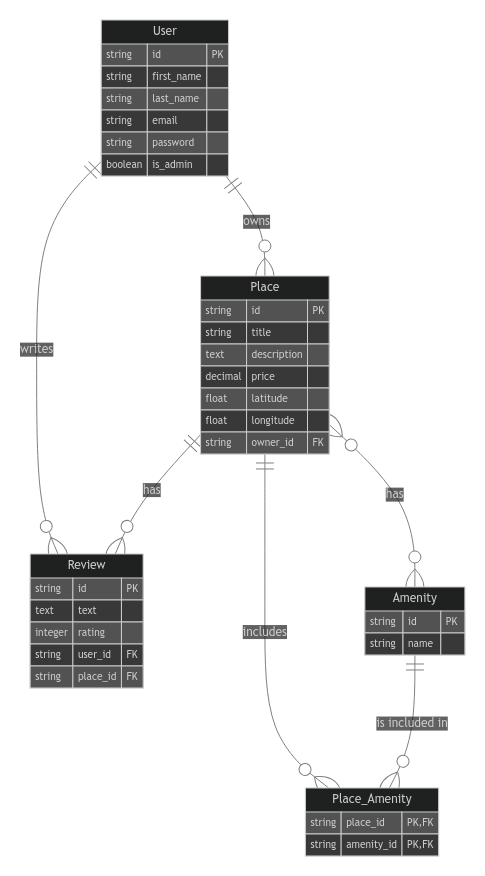 User
string id PK
string first_name
string last_name
string email
string password
boolean is_admin
owns
Place
string id PK
string title
text description
decimal price
float latitude
float longitude
string owner_id FK
writes
has
has
Review
string id PK
text text
integer rating
string user_id FK
string place_id FK
Amenity
string id PK
string name
includes
is included in
Place_Amenity
string place_id PK,FK
string amenity_id PK,FK